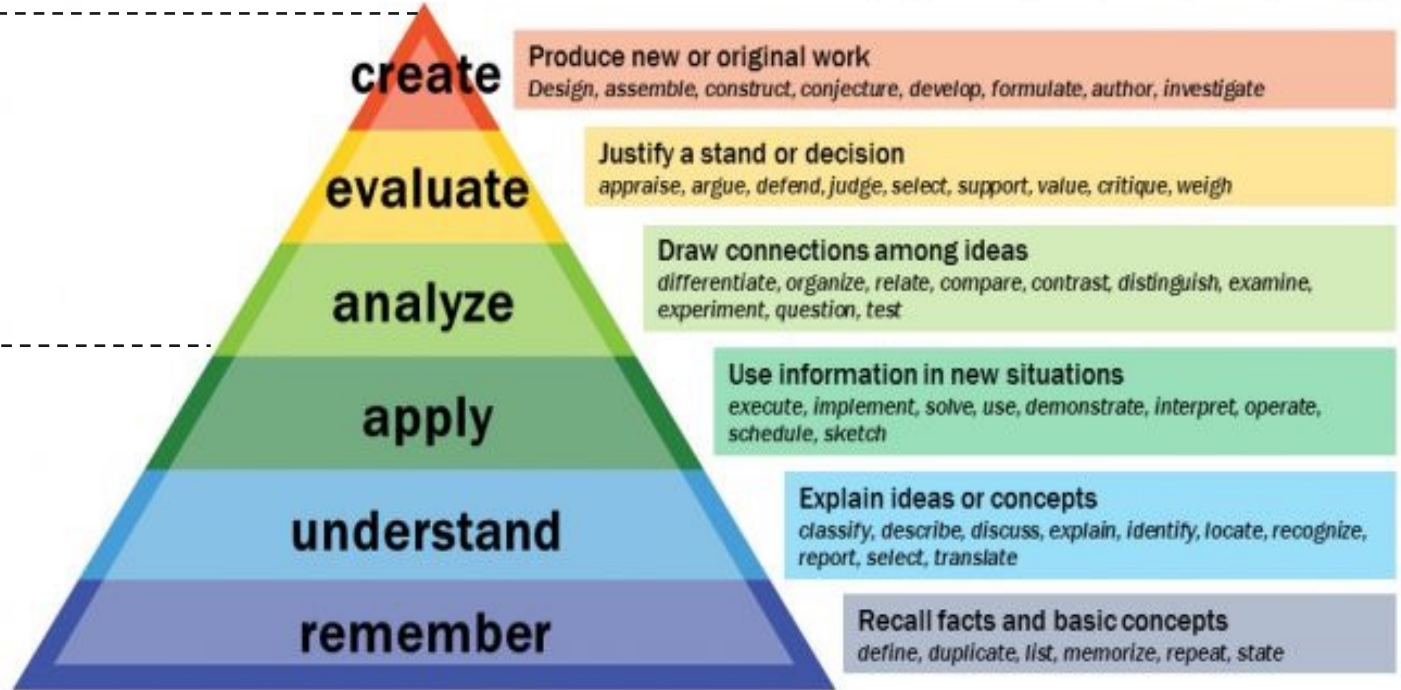 create
Produce new or original work
Design, assemble, construct, conjecture, develop, formulate, author, investigate
evaluate
Justify a stand or decision
appraise, argue, defend, judge, select, support, value, critique, weigh
analyze
Draw connections among ideas
differentiate, organize, relate, compare, contrast, distinguish, examine,
experiment, question, test
apply
Use information in new situations
execute, implement, solve, use, demonstrate, interpret, operate,
schedule, sketch
understand
Explain ideas or concepts
classify, describe, discuss, explain, identify, locate, recognize,
report, select, translate
remember
Recall facts and basic concepts
define, duplicate, list, memorize, repeat, state